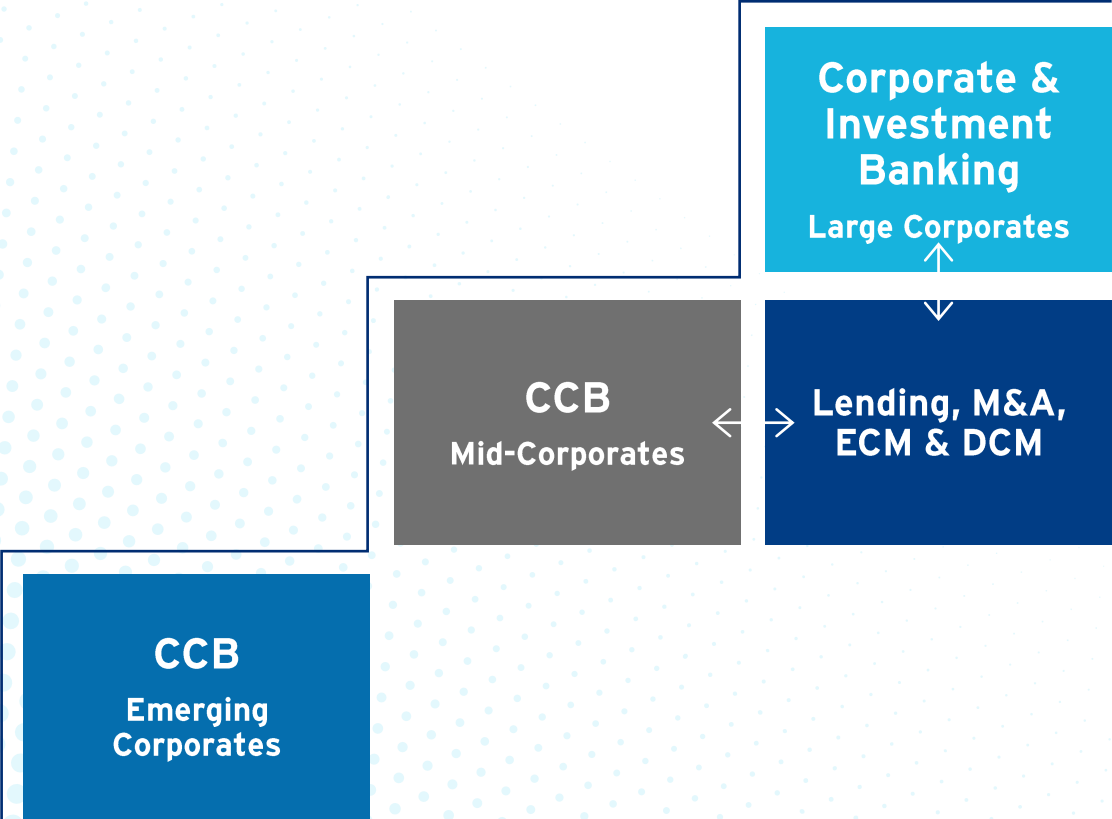 Corporate &
Investment
Banking
Large Corporates
CCB
Mid-Corporates
Lending, M&A,
ECM & DCM
CCB
Emerging
Corporates